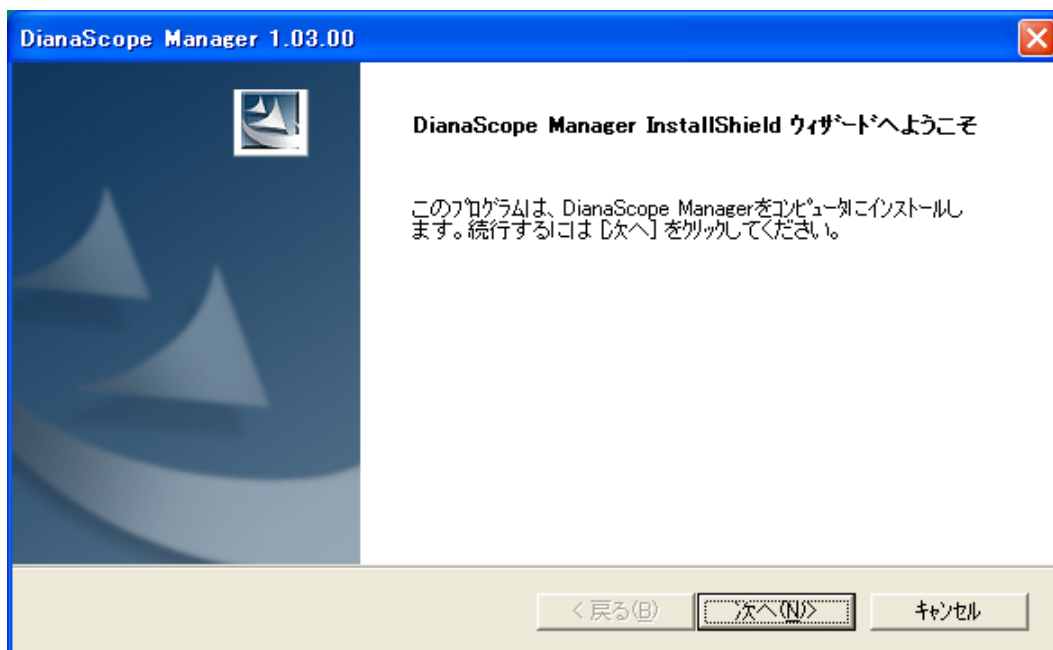 DianaScope Manager 1.03.00
DianaScope Manager InstallShield ウィザードへようこそ
このプログラムは、DianaScope Managerをコンピュータにインストールし
ます。続行するには [次へ] をクリックしてください。
< 戻る(B)
次へ(N)>
キャンセル